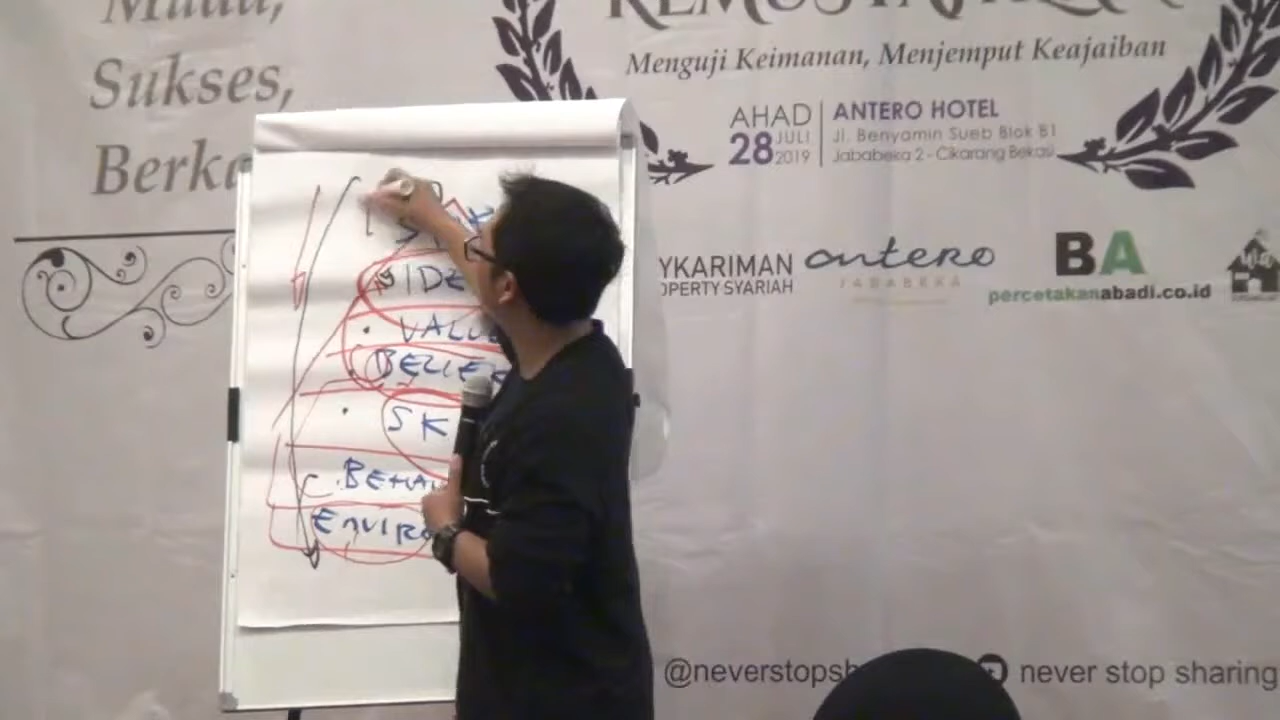 Sukses,
Menguji Keimanan, Menjemput Keajaiban
AHAD
28 JULI 2019
ANTERO HOTEL
Jl. Benyamin Sueb Blok B1
Jababeka 2 - Cikarang Bekasi
YKARIMAN
OPERTY SYARIAH
antero
JABABEKA
BA
percetakanabadi.co.id
IDE
VALU
BELIEF
SK
BEHA
ENVIRO
@neverstopsh
never stop sharing